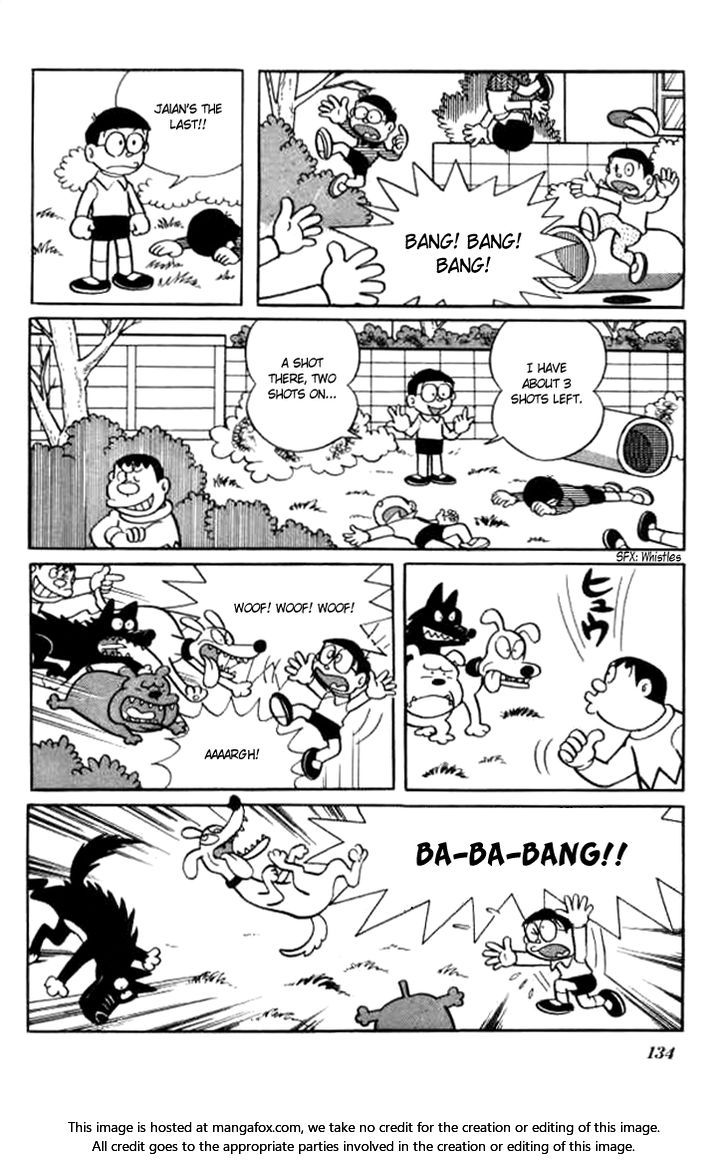 BANG! BANG!
BANG!
JAIAN'S THE
LAST!!
I HAVE
ABOUT 3
SHOTS LEFT.
A SHOT
THERE, TWO
SHOTS ON...
SFX: Whistles
ヒュウ
WOOF! WOOF! WOOF!
AAAARGH!
BA-BA-BANG!!
134
This image is hosted at mangafox.com, we take no credit for the creation or editing of this image.
All credit goes to the appropriate parties involved in the creation or editing of this image.